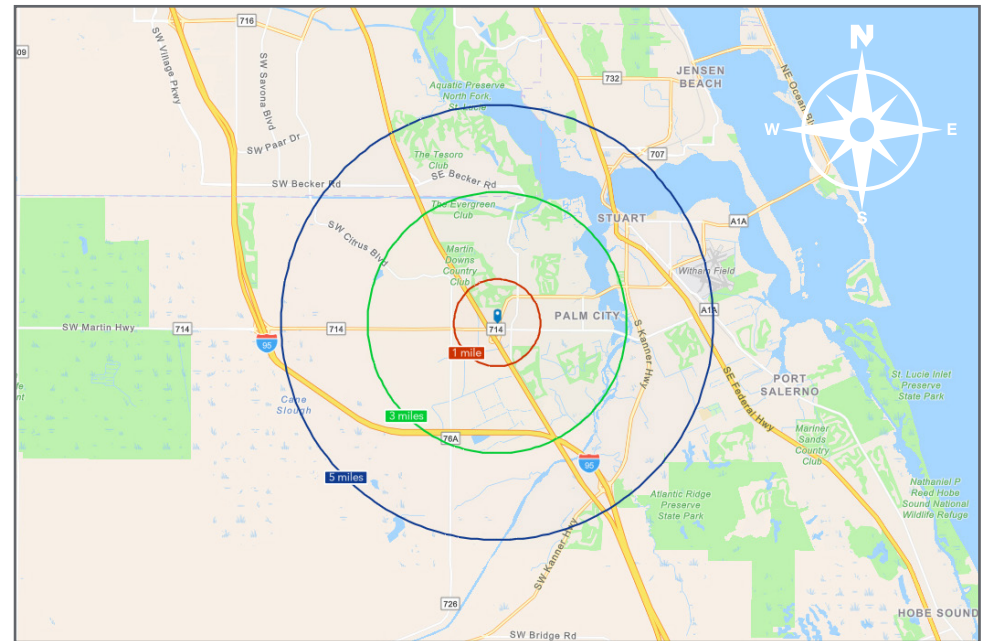 716
09
SW Village Pkwy
SW Savona Blvd
SW Paar Dr
SW Becker Rd
Aquatic Preserve
North Fork
St. Lucie
732
JENSEN
BEACH
NE Ocean Bl
N
W
E
S
The Tesoro
Club
SE Becker Rd
707
The Evergreen
Club
STUART
A1A
SW Citrus Blvd
Martin
Downs
Country
Club
Witham Field
SW Martin Hwy
714
714
714
PALM CITY
A1A
95
1 mile
S Kanner Hwy
SE Federal Hwy
PORT
SALERNO
St. Lucie Inlet
Preserve
State Park
Cane
Slough
3 miles
76A
Mariner
Sands
Country
Club
95
5 miles
Atlantic Ridge
Preserve
State Park
Nathaniel P
Reed Hobe
Sound National
Wildlife Refuge
SW Kanner Hwy
726
HOBE SOUND
SW Bridge Rd